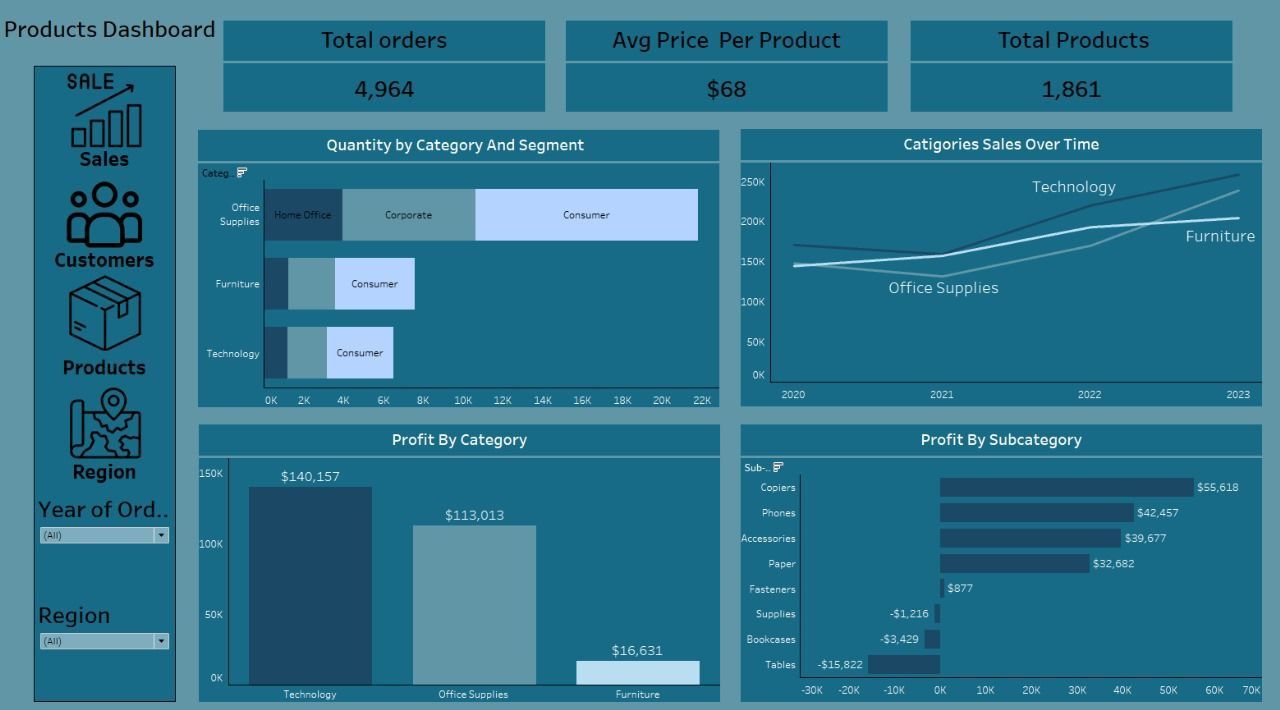 Products Dashboard
Total orders
4,964
Avg Price Per Product
$68
Total Products
1,861
SALE
Sales
Customers
Products
Region
Year of Ord..
(All)
Region
(All)
Quantity by Category And Segment
Categ..
Office
Supplies
Home Office
Corporate
Consumer
Furniture
Consumer
Technology
Consumer
0K 2K 4K 6K 8K 10K 12K 14K 16K 18K 20K 22K
Catigories Sales Over Time
250K
200K
150K
100K
50K
0K
Technology
Furniture
Office Supplies
2020 2021 2022 2023
Profit By Category
150K
100K
50K
0K
$140,157
$113,013
$16,631
Technology Office Supplies Furniture
Profit By Subcategory
Sub-..
Copiers $55,618
Phones $42,457
Accessories $39,677
Paper $32,682
Fasteners $877
Supplies -$1,216
Bookcases -$3,429
Tables -$15,822
-30K -20K -10K 0K 10K 20K 30K 40K 50K 60K 70K